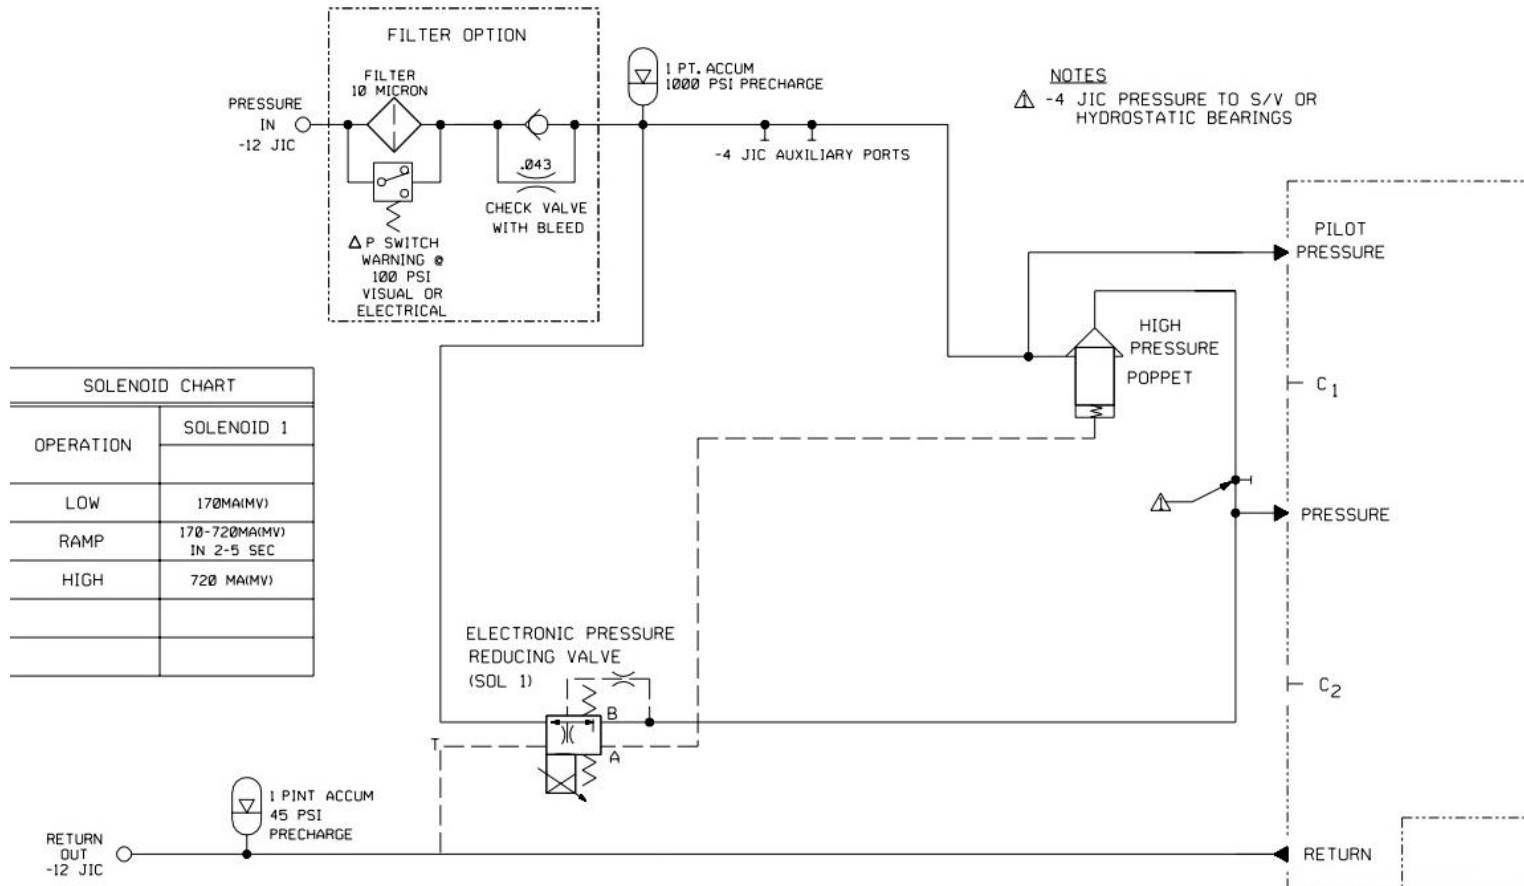 FILTER OPTION
FILTER
10 MICRON
PRESSURE
IN
-12 JIC
.043
CHECK VALVE
WITH BLEED
△P SWITCH
WARNING @
100 PSI
VISUAL OR
ELECTRICAL
1 PT. ACCUM
1000 PSI PRECHARGE
-4 JIC AUXILIARY PORTS
NOTES
⚠ -4 JIC PRESSURE TO S/V OR
HYDROSTATIC BEARINGS
PILOT
PRESSURE
HIGH
PRESSURE
POPPET
C1
PRESSURE
C2
SOLENOID CHART
OPERATION SOLENOID 1
LOW 170MA(MV)
RAMP 170-720MA(MV)
IN 2-5 SEC
HIGH 720 MA(MV)
ELECTRONIC PRESSURE
REDUCING VALVE
(SOL 1)
B
T
A
1 PINT ACCUM
45 PSI
PRECHARGE
RETURN
OUT
-12 JIC
RETURN